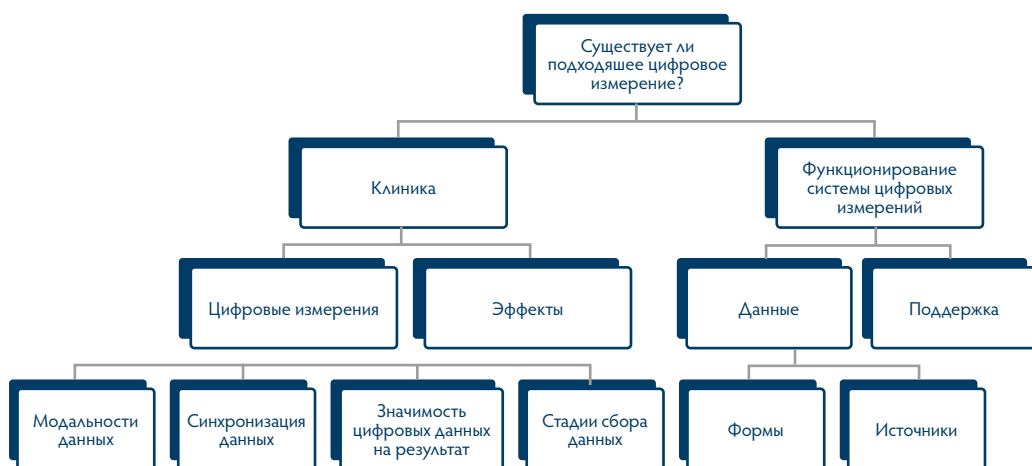 Существует ли
подходяшее цифровое
измерение?
Клиника
Функционирование
системы цифровых
измерений
Цифровые измерения
Эффекты
Данные
Поддержка
Модальности
данных
Синхронизация
данных
Значимость
цифровых данных
на результат
Стадии сбора
данных
Формы
Источники